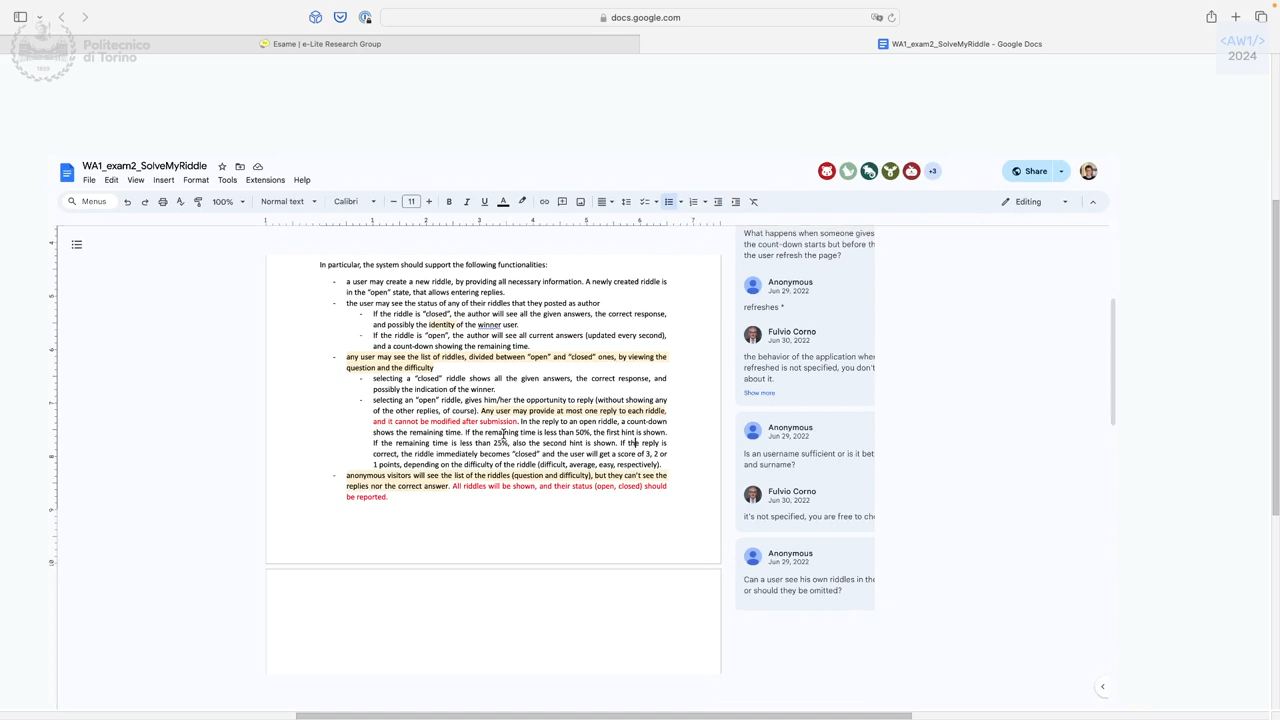 docs.google.com
Esame | e-Lite Research Group
WA1_exam2_SolveMyRiddle - Google Docs
Politecnico
di Torino
1859
<AW1/>
2024
WA1_exam2_SolveMyRiddle
File Edit View Insert Format Tools Extensions Help
+3
Share
Menus
100%
Normal text
Calibri
11
Editing
1 1 2 3 4 5 6 7
4
5
6
7
8
9
10
In particular, the system should support the following functionalities:
- a user may create a new riddle, by providing all necessary information. A newly created riddle is
in the "open" state, that allows entering replies.
- the user may see the status of any of their riddles that they posted as author
- If the riddle is "closed", the author will see all the given answers, the correct response,
and possibly the identity of the winner user.
- If the riddle is "open", the author will see all current answers (updated every second),
and a count-down showing the remaining time.
- any user may see the list of riddles, divided between "open" and "closed" ones, by viewing the
question and the difficulty
- selecting a "closed" riddle shows all the given answers, the correct response, and
possibly the indication of the winner.
- selecting an "open" riddle, gives him/her the opportunity to reply (without showing any
of the other replies, of course). Any user may provide at most one reply to each riddle,
and it cannot be modified after submission. In the reply to an open riddle, a count-down
shows the remaining time. If the remaining time is less than 50%, the first hint is shown.
If the remaining time is less than 25%, also the second hint is shown. If the reply is
correct, the riddle immediately becomes "closed" and the user will get a score of 3, 2 or
1 points, depending on the difficulty of the riddle (difficult, average, easy, respectively).
- anonymous visitors will see the list of the riddles (question and difficulty), but they can't see the
replies nor the correct answer. All riddles will be shown, and their status (open, closed) should
be reported.
What happens when someone gives
the count-down starts but before th
the user refresh the page?
Anonymous
Jun 29, 2022
refreshes *
Fulvio Corno
Jun 30, 2022
the behavior of the application wher
refreshed is not specified, you don't
about it.
Show more
Anonymous
Jun 29, 2022
Is an username sufficient or is it bet
and surname?
Fulvio Corno
Jun 30, 2022
it's not specified, you are free to cho
Anonymous
Jun 29, 2022
Can a user see his own riddles in the
or should they be omitted?